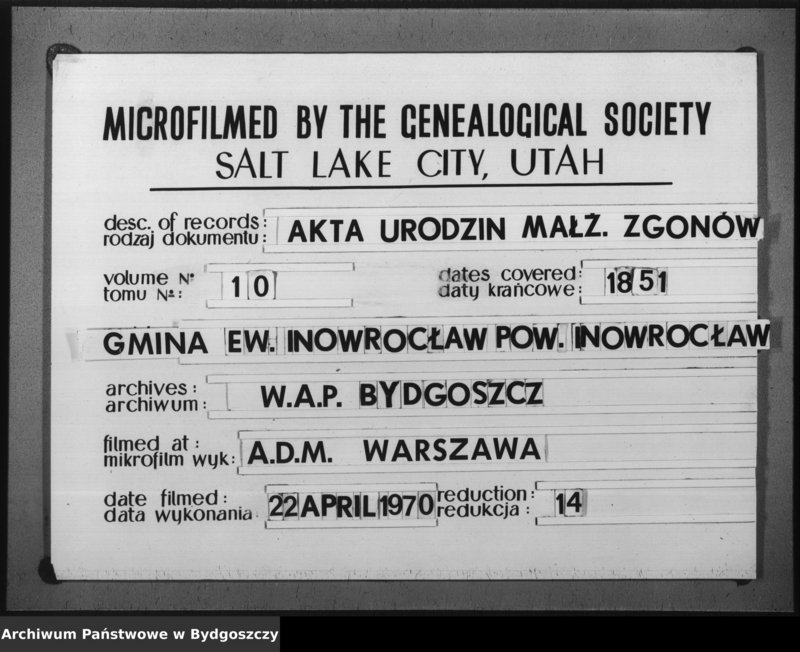 MICROFILMED BY THE GENEALOGICAL SOCIETY
SALT LAKE CITY, UTAH
desc. of records:
rodzaj dokumentu:
AKTA URODZIN MAŁŻ. ZGONÓW
volume Nº
tomu Nº:
10
dates covered:
daty krańcowe:
1851
GMINA EW. INOWROCŁAW POW. INOWROCŁAW
archives:
archiwum:
W.A.P. BYDGOSZCZ
filmed at:
mikrofilm wyk:
A.D.M. WARSZAWA
date filmed:
data wykonania
22 APRIL 1970
reduction:
redukcja:
14
Archiwum Państwowe w Bydgoszczy